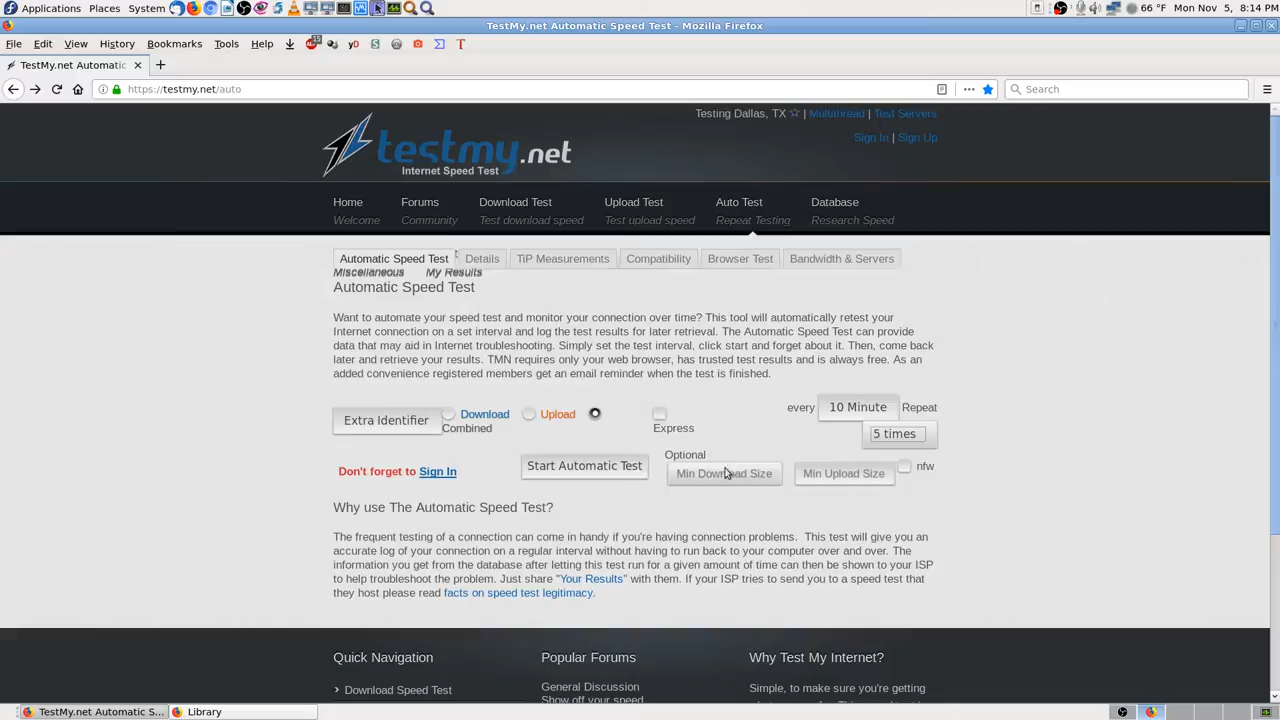 Applications Places System 66 °F Mon Nov 5, 8:14 PM
TestMy.net Automatic Speed Test - Mozilla Firefox
File Edit View History Bookmarks Tools Help 15 yD S T
TestMy.net Automatic
https://testmy.net/auto Search
Testing Dallas, TX | Multithread | Test Servers
Sign In | Sign Up
testmy.net
Internet Speed Test
Home Forums Download Test Upload Test Auto Test Database
Welcome Community Test download speed Test upload speed Repeat Testing Research Speed
Automatic Speed Test Details TiP Measurements Compatibility Browser Test Bandwidth & Servers
Miscellaneous My Results
Automatic Speed Test
Want to automate your speed test and monitor your connection over time? This tool will automatically retest your
Internet connection on a set interval and log the test results for later retrieval. The Automatic Speed Test can provide
data that may aid in Internet troubleshooting. Simply set the test interval, click start and forget about it. Then, come back
later and retrieve your results. TMN requires only your web browser, has trusted test results and is always free. As an
added convenience registered members get an email reminder when the test is finished.
Extra Identifier Download Upload every 10 Minute Repeat
Combined Express 5 times
Optional
Don't forget to Sign In Start Automatic Test Min Download Size Min Upload Size nfw
Why use The Automatic Speed Test?
The frequent testing of a connection can come in handy if you're having connection problems. This test will give you an
accurate log of your connection on a regular interval without having to run back to your computer over and over. The
information you get from the database after letting this test run for a given amount of time can then be shown to your ISP
to help troubleshoot the problem. Just share "Your Results" with them. If your ISP tries to send you to a speed test that
they host please read facts on speed test legitimacy.
Quick Navigation Popular Forums Why Test My Internet?
Download Speed Test General Discussion Simple, to make sure you're getting
Show off your speed
TestMy.net Automatic S... Library